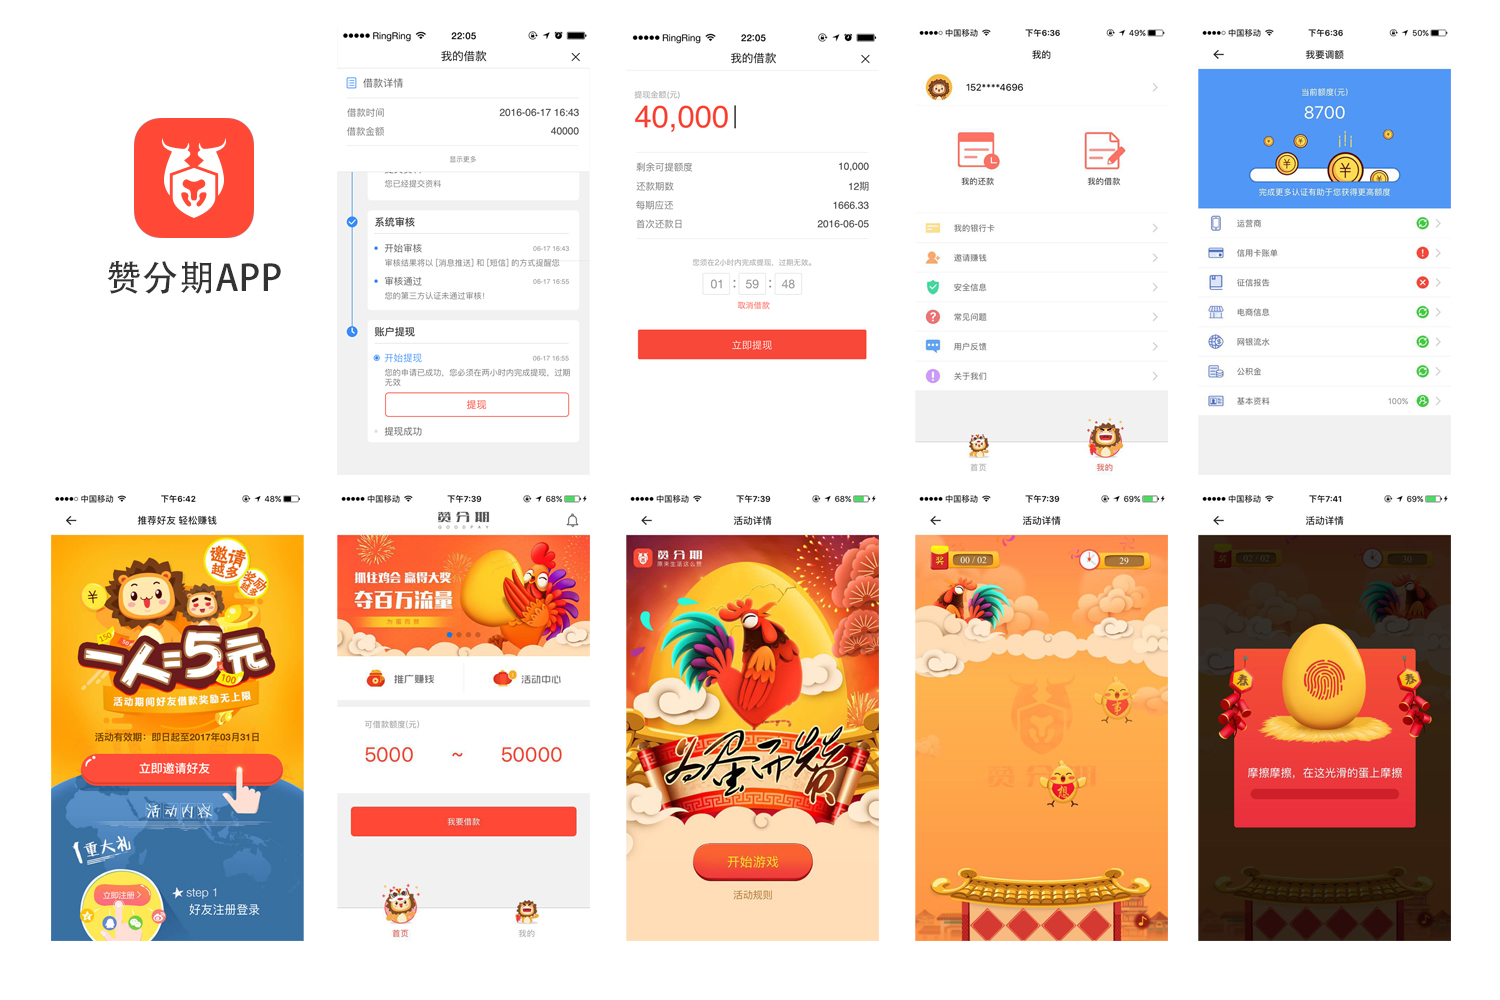 赞分期APP
RingRing 22:05
我的借款
借款详情
借款时间 2016-06-17 16:43
借款金额 40000
显示更多
您已经提交资料
系统审核
开始审核 06-17 16:43
审核结果将以 [消息推送] 和 [短信] 的方式提醒您
审核通过 06-17 16:55
您的第三方认证未通过审核!
账户提现
开始提现 06-17 16:55
您的申请已成功，您必须在两小时内完成提现，过期
无效
提现
提现成功
RingRing 22:05
我的借款
提现金额(元)
40,000
剩余可提额度 10,000
还款期数 12期
每期应还 1666.33
首次还款日 2016-06-05
您须在2小时内完成提现，过期无效。
01 : 59 : 48
取消借款
立即提现
中国移动 下午6:36 49%
我的
152****4696
我的还款 我的借款
我的银行卡
邀请赚钱
安全信息
常见问题
用户反馈
关于我们
首页 我的
中国移动 下午6:36 50%
我要调额
当前额度(元)
8700
完成更多认证有助于您获得更高额度
运营商
信用卡账单
征信报告
电商信息
网银流水
公积金
基本资料 100%
中国移动 下午6:42 48%
推荐好友 轻松赚钱
邀请
越多
奖励
越多
一人=5元
100
活动期间好友借款奖励无上限
活动有效期：即日起至2017年03月31日
立即邀请好友
活动内容
1重大礼
立即注册
step 1
好友注册登录
中国移动 下午7:39 68%
赞分期
GOODPAY
抓住鸡会 赢得大奖
夺百万流量
为蛋而赞
推广赚钱 活动中心
可借款额度(元)
5000 ~ 50000
我要借款
首页 我的
中国移动 下午7:39 68%
活动详情
赞分期
原来生活该么赞
为蛋而赞
开始游戏
活动规则
中国移动 下午7:39 69%
活动详情
奖 00 / 02 29
赞分期
事
想
中国移动 下午7:41 69%
活动详情
奖 02 / 02 30
春 春
摩擦摩擦，在这光滑的蛋上摩擦